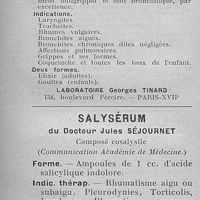 excellence.
Indications.
Laryngites.
Trachéites.
Rhumes vulgaires.
Bronchites aiguës.
Bronchites chroniques dites négligées.
Affections pulmonaires.
Grippes et ses formes.
Coqueluche et toutes les toux de l'enfant.
Deux formes.
Elixir (adultes).
Gouttes (enfants).
LABORATOIRE Georges TINARD
134, boulevard Péreire. — PARIS-XVIIe
SALYSÉRUM
du Docteur Jules SÉJOURNET
Composé cosalysile
(Communication Académie de Médecine.)
Forme. — Ampoules de 1 cc. d'acide
salicylique indolore.
Indic. thérap. — Rhumatisme aigu ou
subaigu. Pleurodynies, Torticolis,